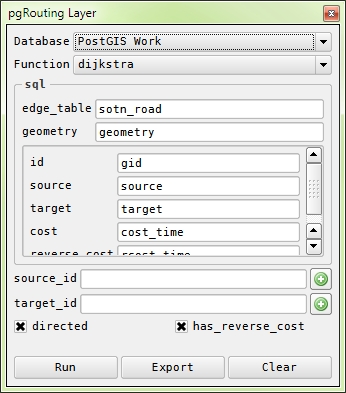 pgRouting Layer
Database PostGIS Work
Function dijkstra
sql
edge_table sotn_road
geometry geometry
id gid
source source
target target
cost cost_time
reverse_cost rcost_time
source_id
target_id
directed has_reverse_cost
Run Export Clear